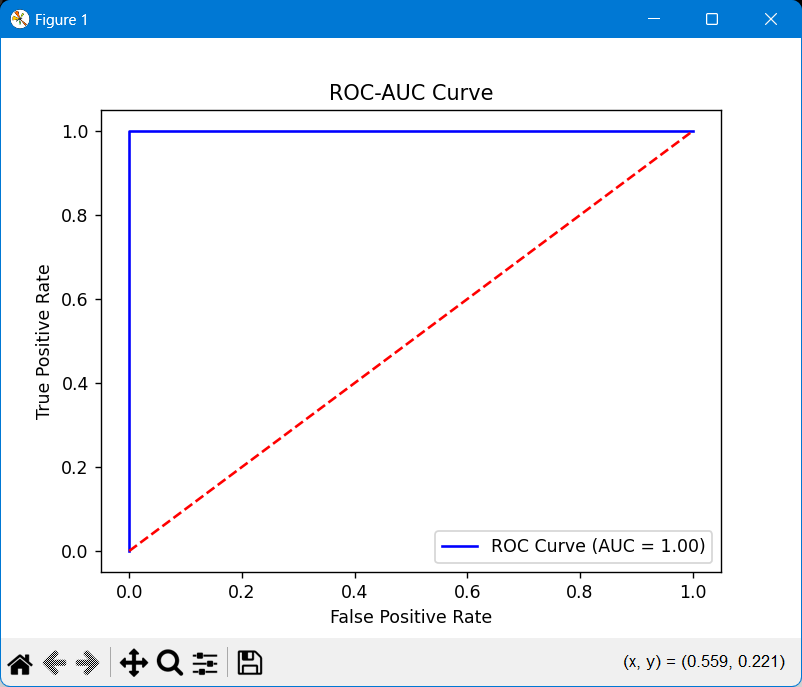 Figure 1
ROC-AUC Curve
1.0
0.8
0.6
0.4
0.2
0.0
True Positive Rate
ROC Curve (AUC = 1.00)
0.0 0.2 0.4 0.6 0.8 1.0
False Positive Rate
(x, y) = (0.559, 0.221)